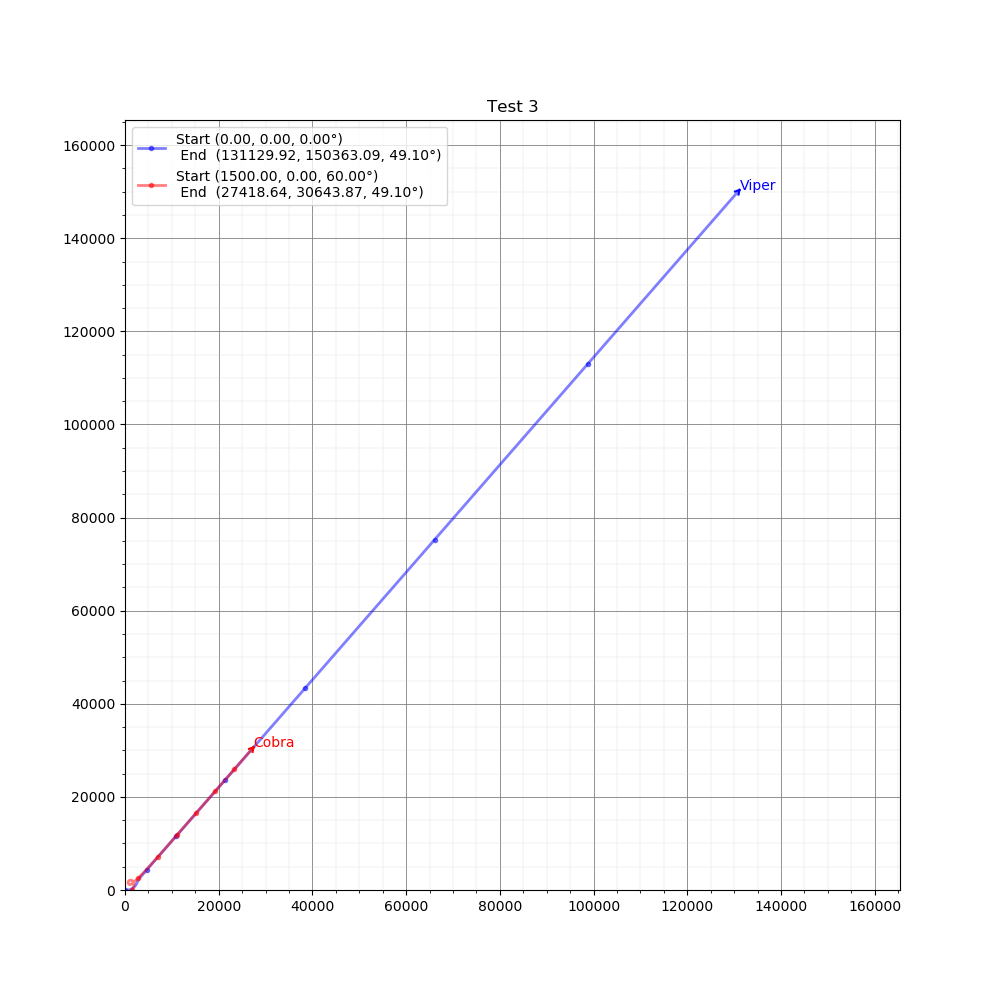 Test 3
Start (0.00, 0.00, 0.00°)
End (131129.92, 150363.09, 49.10°)
Start (1500.00, 0.00, 60.00°)
End (27418.64, 30643.87, 49.10°)
Viper
Cobra
160000
140000
120000
100000
80000
60000
40000
20000
0
0 20000 40000 60000 80000 100000 120000 140000 160000